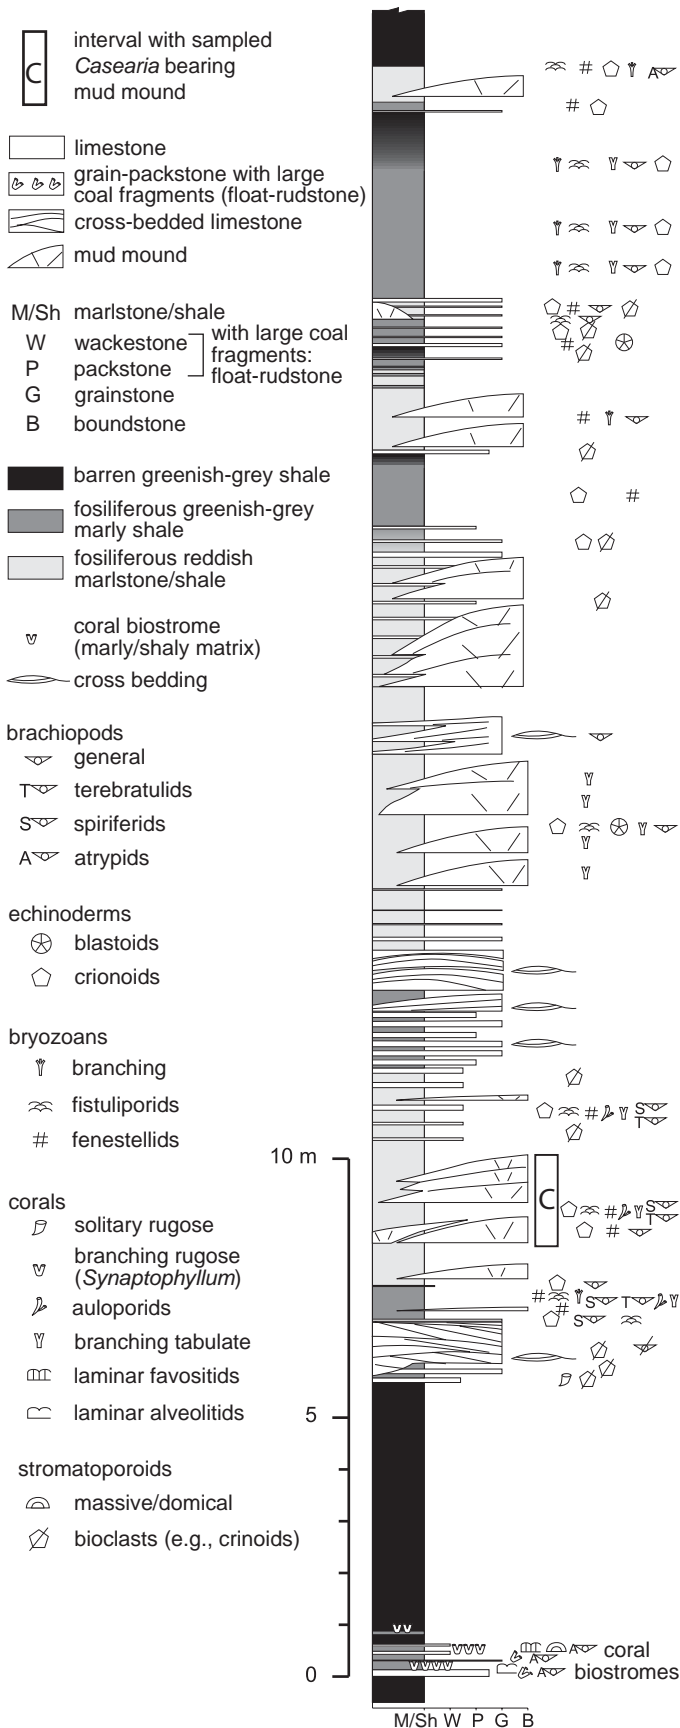 interval with sampled
Casearia bearing
mud mound
C
limestone
grain-packstone with large
coal fragments (float-rudstone)
cross-bedded limestone
mud mound
M/Sh marlstone/shale
W wackestone
P packstone
with large coal
fragments:
float-rudstone
G grainstone
B boundstone
barren greenish-grey shale
fosiliferous greenish-grey
marly shale
fosiliferous reddish
marlstone/shale
coral biostrome
(marly/shaly matrix)
cross bedding
brachiopods
general
T terebratulids
S spiriferids
A atrypids
echinoderms
blastoids
crionoids
bryozoans
branching
fistuliporids
# fenestellids
corals
solitary rugose
branching rugose
(Synaptophyllum)
auloporids
branching tabulate
laminar favositids
laminar alveolitids
stromatoporoids
massive/domical
bioclasts (e.g., crinoids)
10 m
5
0
# A
#
#
#
#
#
# S
T
C
# S
T
#
#
S T
#
S
A
A
A
coral
biostromes
M/Sh W P G B